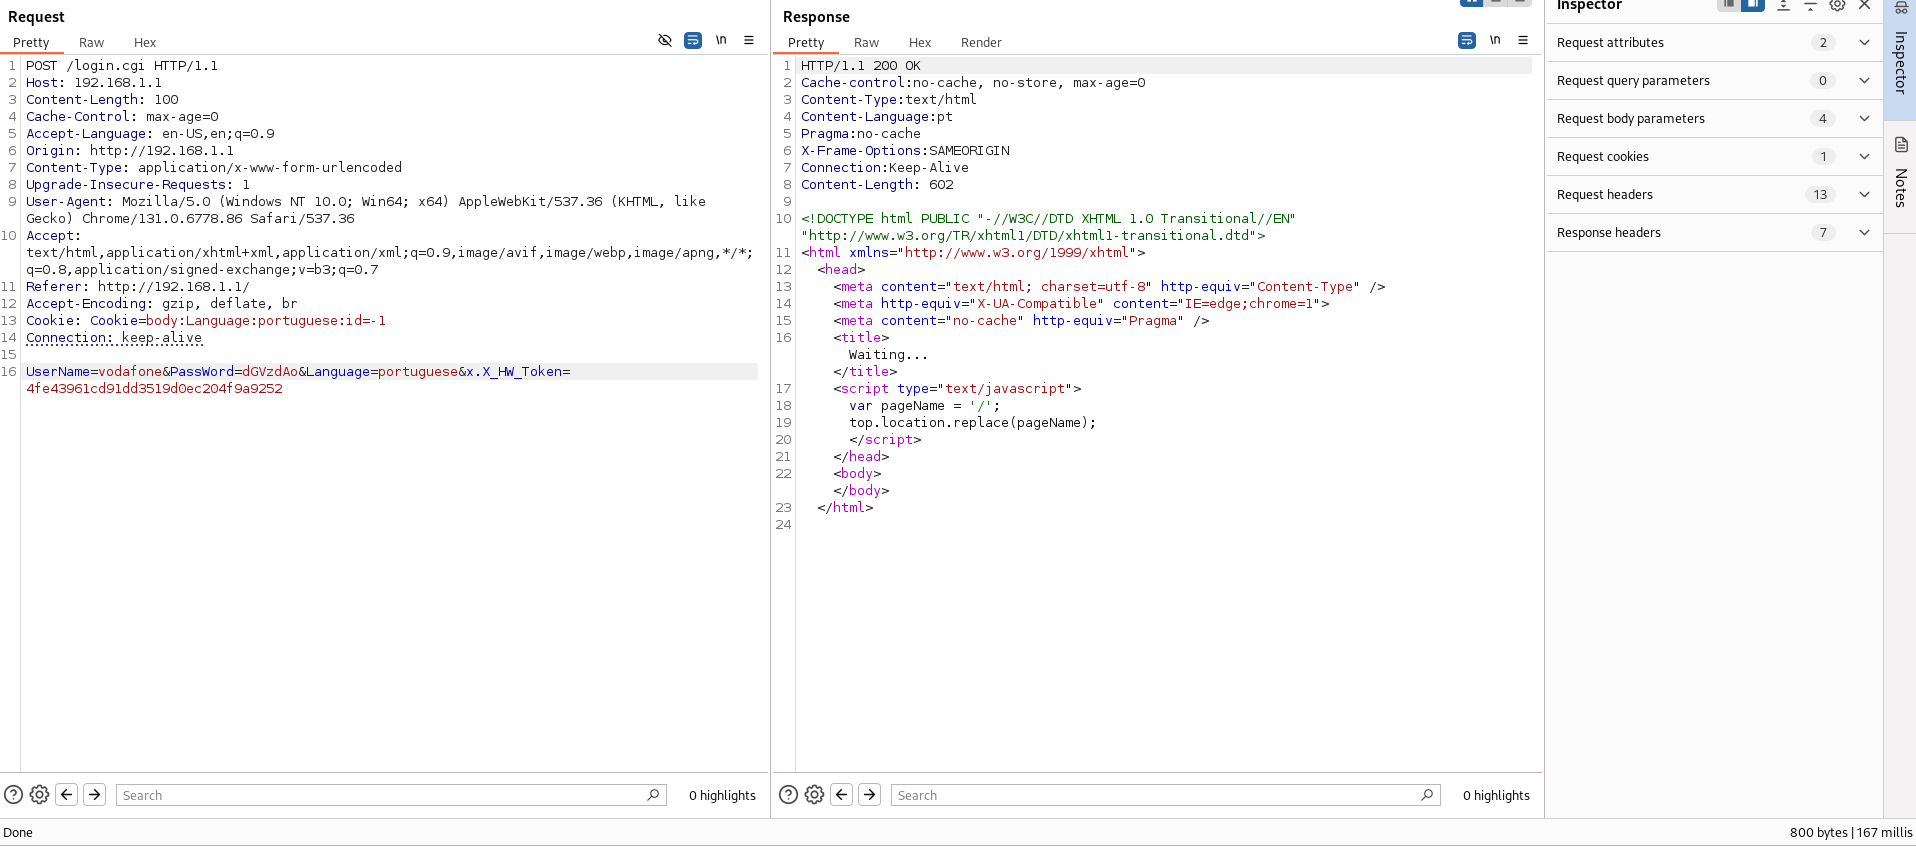 Request
Pretty Raw Hex
\n
1 POST /login.cgi HTTP/1.1
2 Host: 192.168.1.1
3 Content-Length: 100
4 Cache-Control: max-age=0
5 Accept-Language: en-US,en;q=0.9
6 Origin: http://192.168.1.1
7 Content-Type: application/x-www-form-urlencoded
8 Upgrade-Insecure-Requests: 1
9 User-Agent: Mozilla/5.0 (Windows NT 10.0; Win64; x64) AppleWebKit/537.36 (KHTML, like
Gecko) Chrome/131.0.6778.86 Safari/537.36
10 Accept:
text/html,application/xhtml+xml,application/xml;q=0.9,image/avif,image/webp,image/apng,*/*;
q=0.8,application/signed-exchange;v=b3;q=0.7
11 Referer: http://192.168.1.1/
12 Accept-Encoding: gzip, deflate, br
13 Cookie: Cookie=body:Language:portuguese:id=-1
14 Connection: keep-alive
15
16 UserName=vodafone&PassWord=dGVzdAo&Language=portuguese&x.X_HW_Token=
4fe43961cd91dd3519d0ec204f9a9252
Search
0 highlights
Response
Pretty Raw Hex Render
\n
1 HTTP/1.1 200 OK
2 Cache-control:no-cache, no-store, max-age=0
3 Content-Type:text/html
4 Content-Language:pt
5 Pragma:no-cache
6 X-Frame-Options:SAMEORIGIN
7 Connection:Keep-Alive
8 Content-Length: 602
9
10 <!DOCTYPE html PUBLIC "-//W3C//DTD XHTML 1.0 Transitional//EN"
"http://www.w3.org/TR/xhtml1/DTD/xhtml1-transitional.dtd">
11 <html xmlns="http://www.w3.org/1999/xhtml">
12 <head>
13 <meta content="text/html; charset=utf-8" http-equiv="Content-Type" />
14 <meta http-equiv="X-UA-Compatible" content="IE=edge;chrome=1">
15 <meta content="no-cache" http-equiv="Pragma" />
16 <title>
Waiting...
</title>
17 <script type="text/javascript">
18 var pageName = '/';
19 top.location.replace(pageName);
20 </script>
21 </head>
22 <body>
</body>
23 </html>
24
Search
0 highlights
Inspector
Request attributes 2
Request query parameters 0
Request body parameters 4
Request cookies 1
Request headers 13
Response headers 7
Inspector
Notes
Done
800 bytes | 167 millis